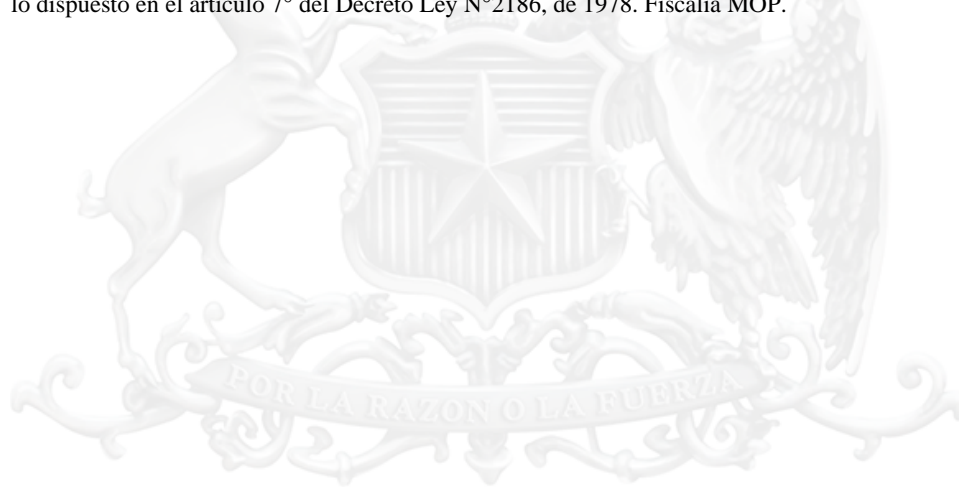 lo dispuesto en el artículo 7° del Decreto Ley N°2186, de 1978. Fiscalía MOP.
POR LA RAZON O LA FUERZA